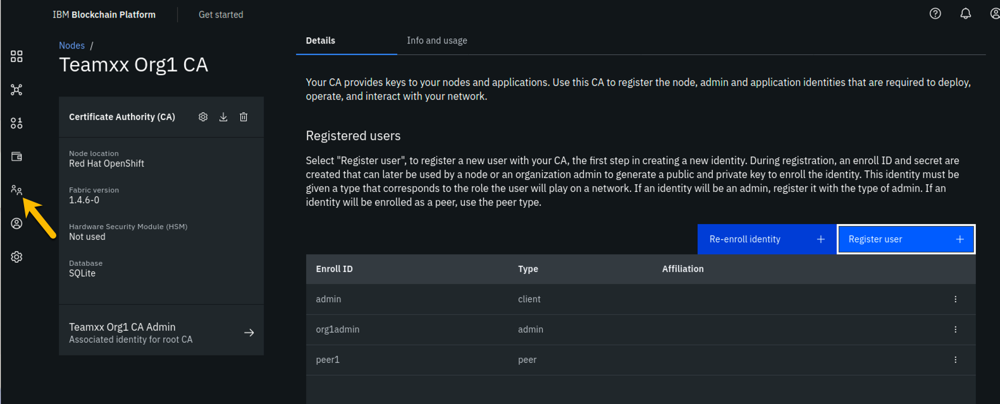 IBM Blockchain Platform
Get started
Nodes /
Teamxx Org1 CA
Certificate Authority (CA)
Node location
Red Hat OpenShift
Fabric version
1.4.6-0
Hardware Security Module (HSM)
Not used
Database
SQLite
Teamxx Org1 CA Admin
Associated identity for root CA
Details
Info and usage
Your CA provides keys to your nodes and applications. Use this CA to register the node, admin and application identities that are required to deploy,
operate, and interact with your network.
Registered users
Select "Register user", to register a new user with your CA, the first step in creating a new identity. During registration, an enroll ID and secret are
created that can later be used by a node or an organization admin to generate a public and private key to enroll the identity. This identity must be
given a type that corresponds to the role the user will play on a network. If an identity will be an admin, register it with the type of admin. If an
identity will be enrolled as a peer, use the peer type.
Re-enroll identity +
Register user +
Enroll ID Type Affiliation
admin client
org1admin admin
peer1 peer